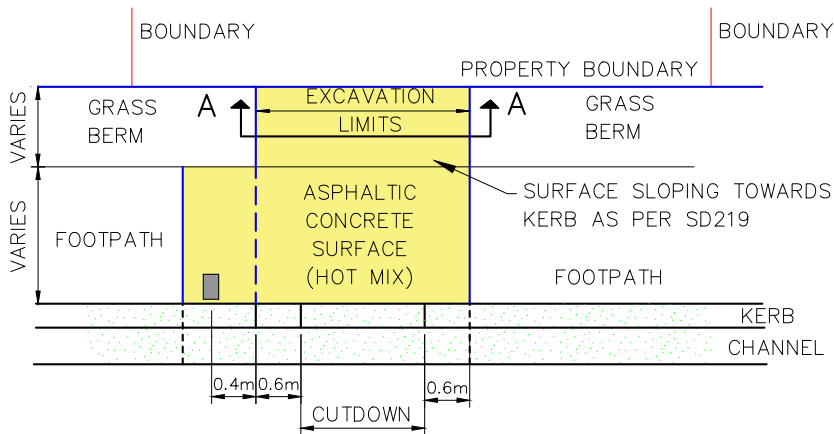 BOUNDARY
BOUNDARY
PROPERTY BOUNDARY
VARIES
GRASS
BERM
A
EXCAVATION
LIMITS
A
GRASS
BERM
VARIES
FOOTPATH
ASPHALTIC
CONCRETE
SURFACE
(HOT MIX)
SURFACE SLOPING TOWARDS
KERB AS PER SD219
FOOTPATH
KERB
CHANNEL
0.4m
0.6m
0.6m
CUTDOWN